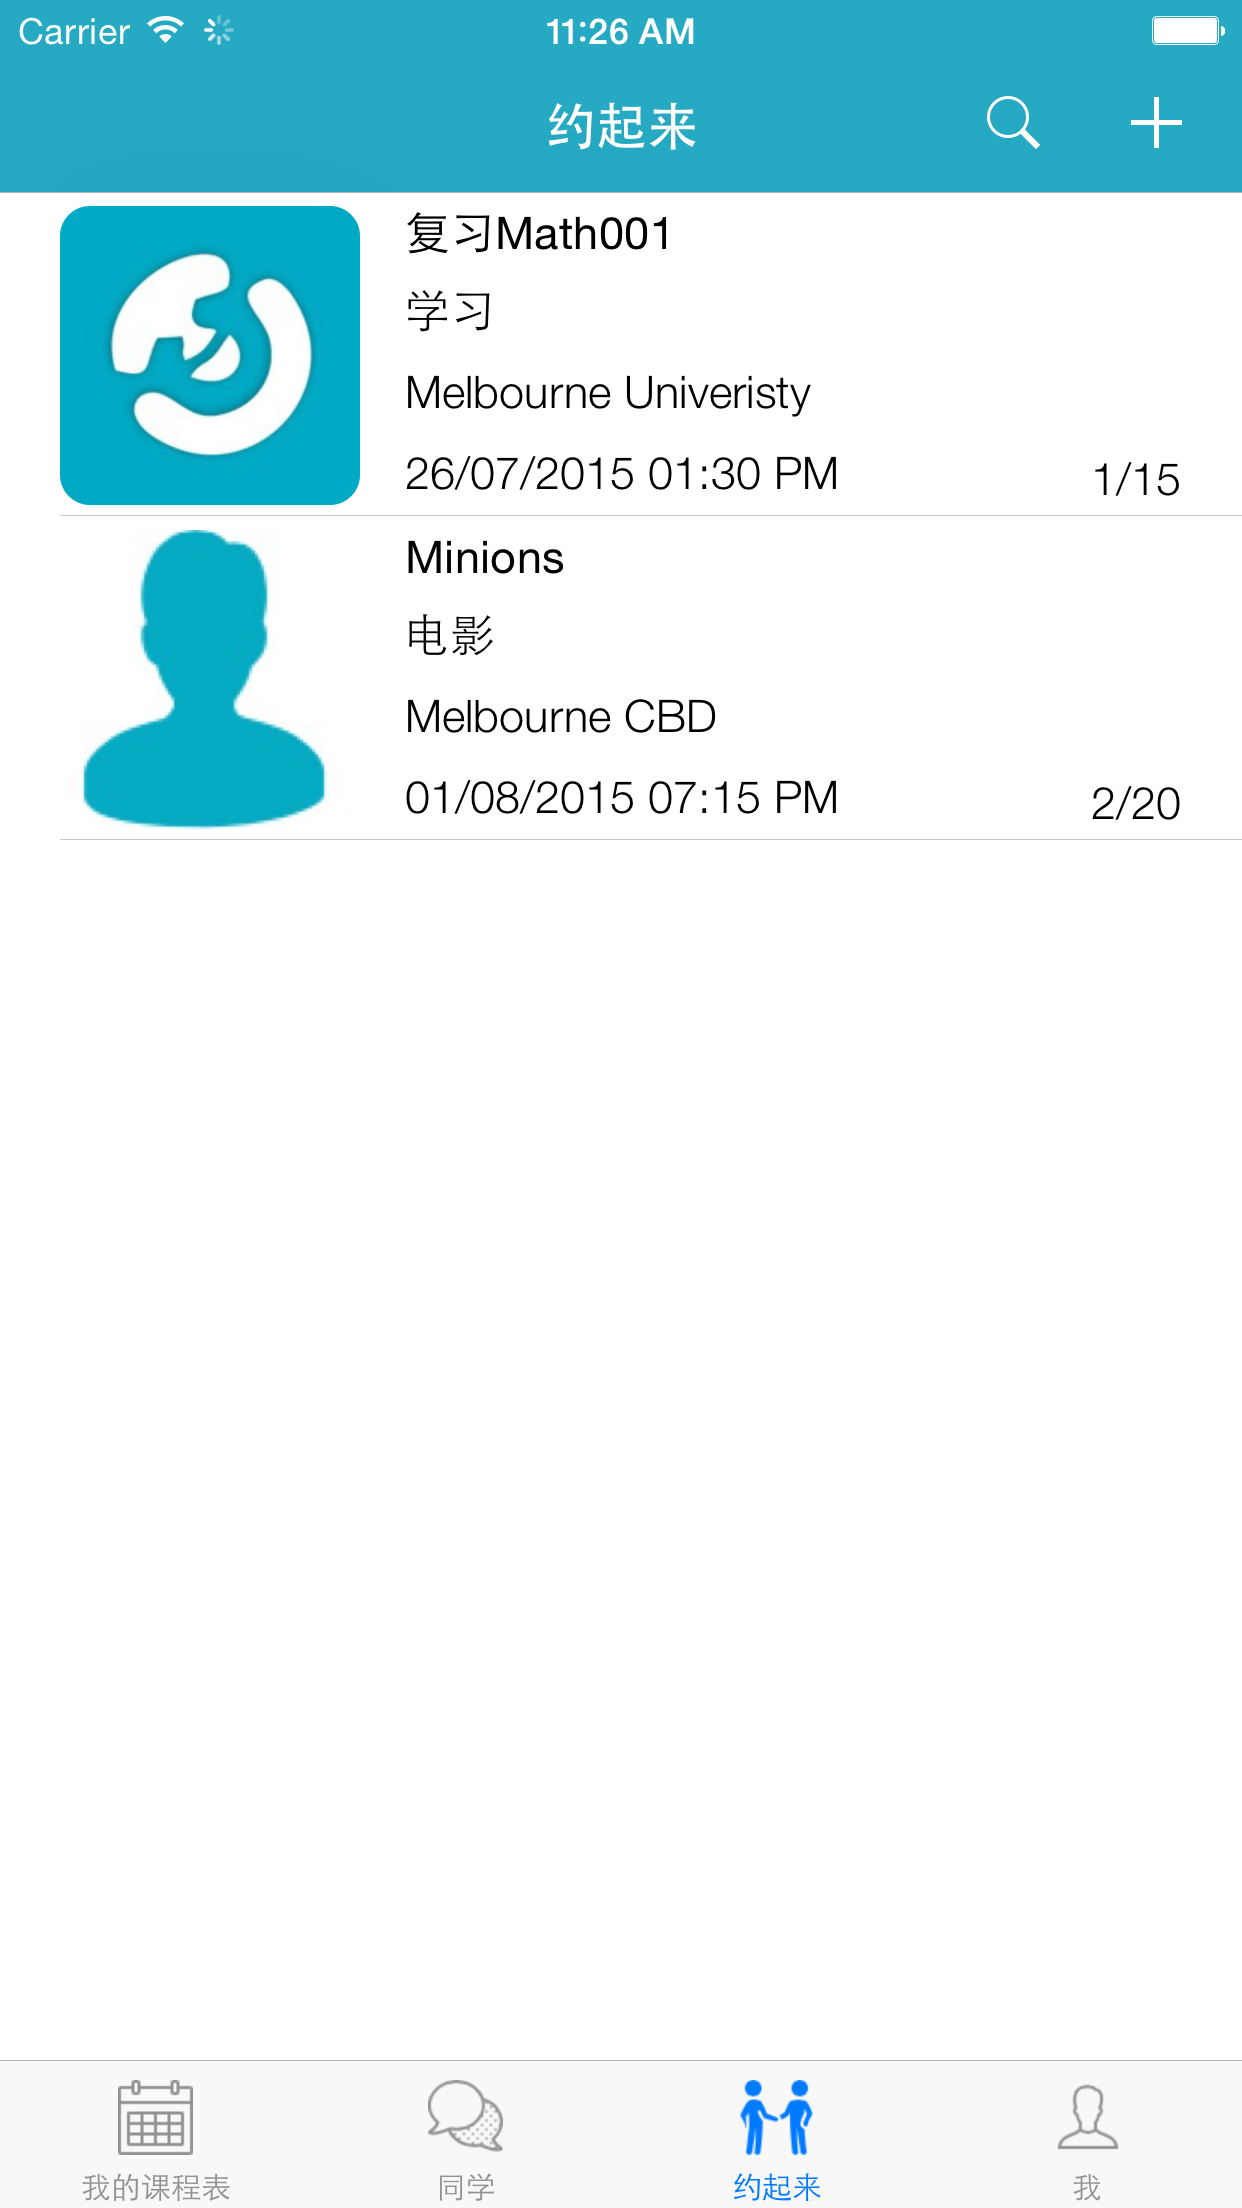 Carrier 11:26 AM
约起来
复习Math001
学习
Melbourne Univeristy
26/07/2015 01:30 PM 1/15
Minions
电影
Melbourne CBD
01/08/2015 07:15 PM 2/20
我的课程表 同学 约起来 我